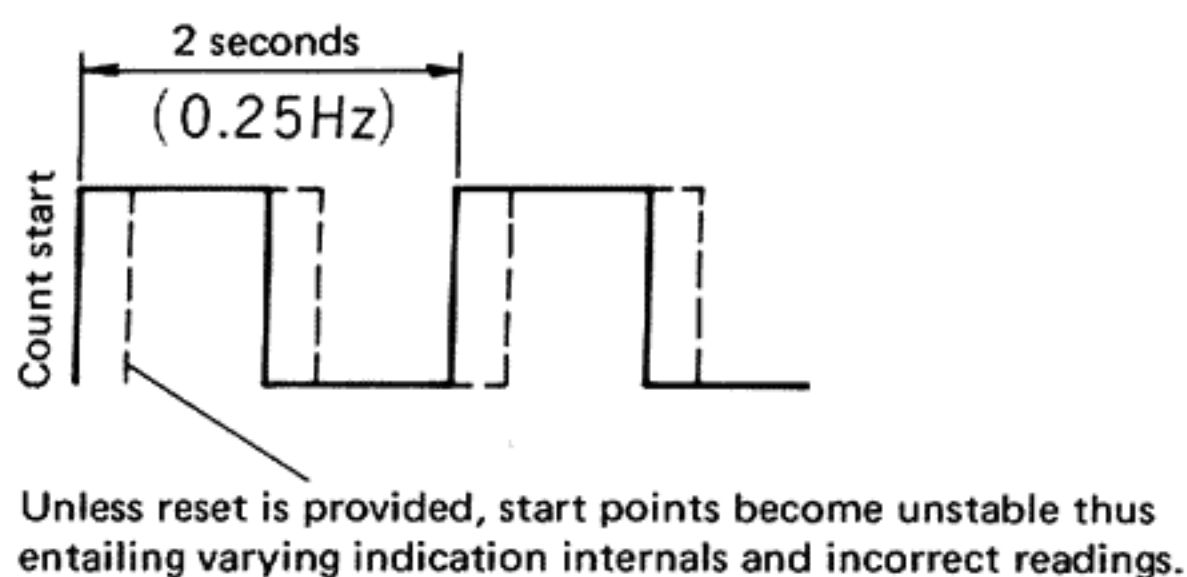 2 seconds
(0.25Hz)
Count start
Unless reset is provided, start points become unstable thus
entailing varying indication internals and incorrect readings.